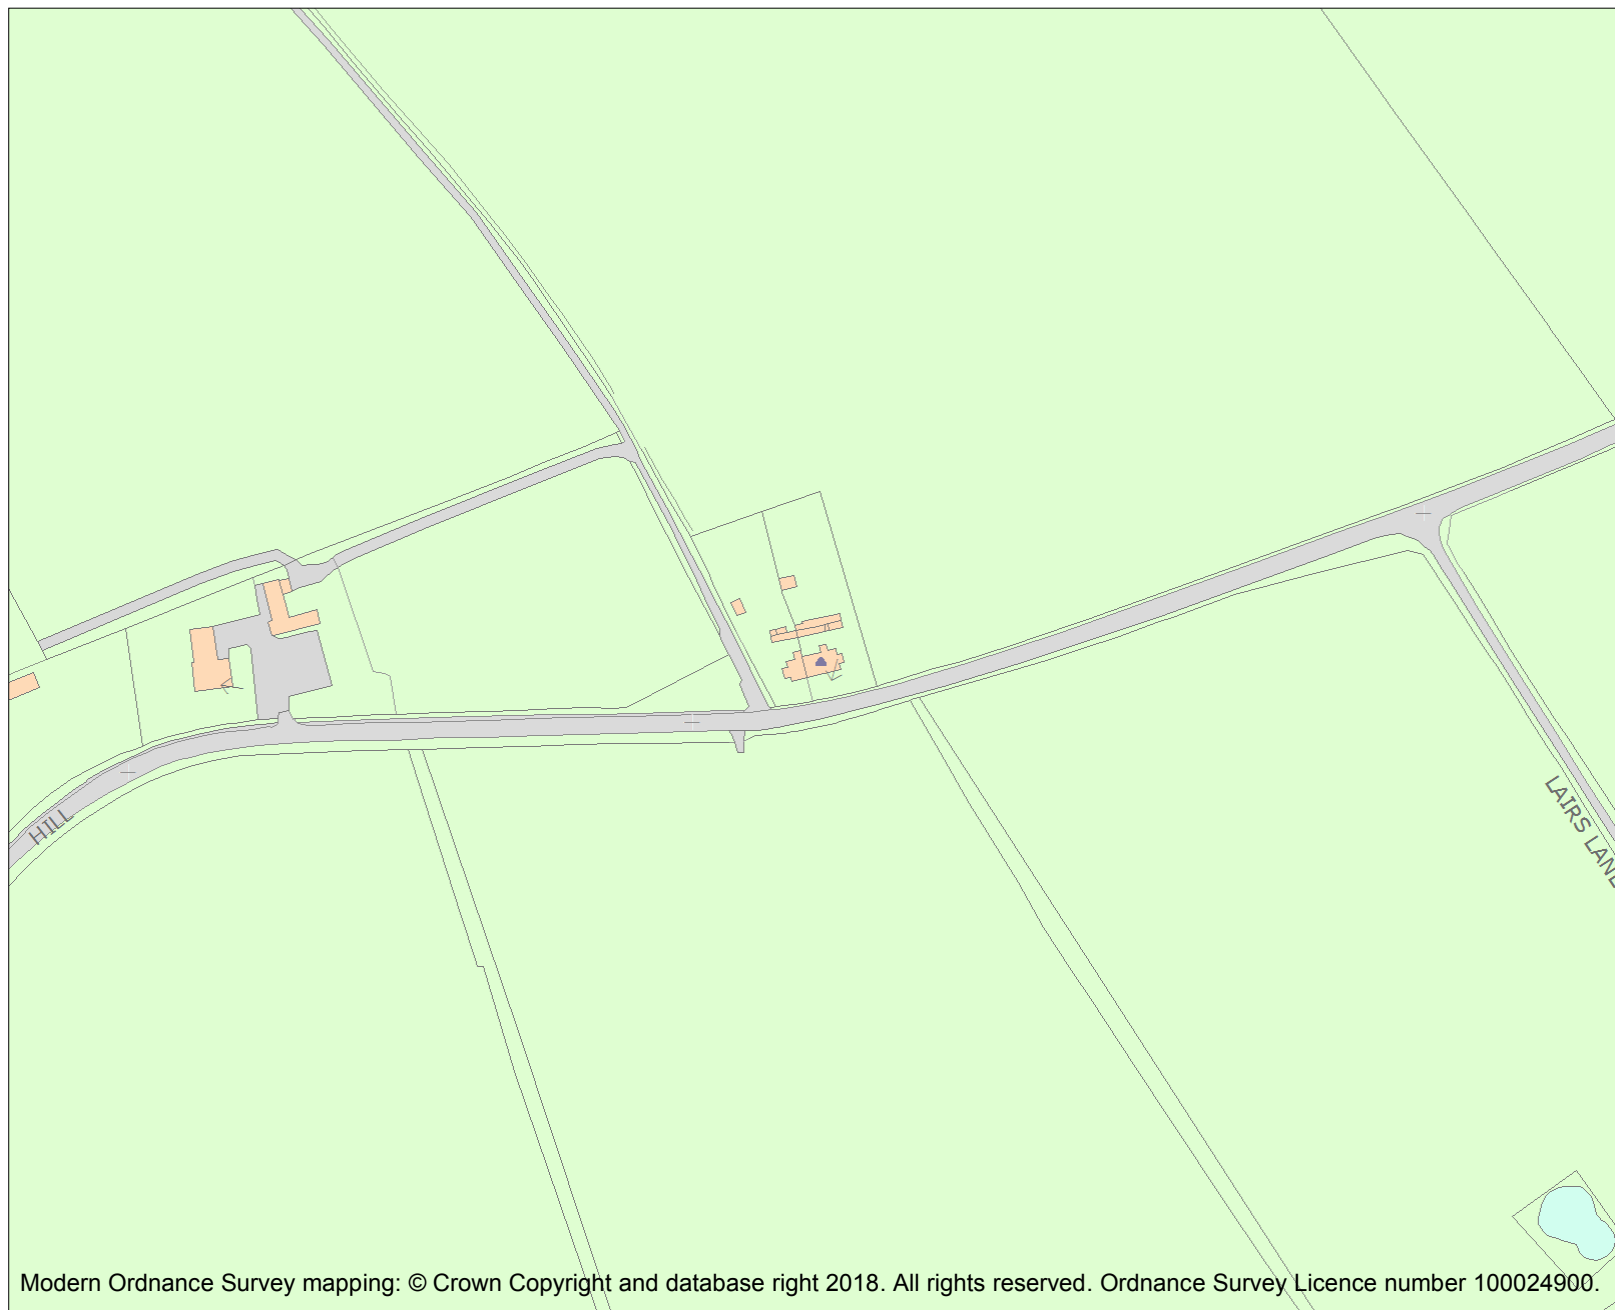 HILL
LAIRS LANE
Modern Ordnance Survey mapping: © Crown Copyright and database right 2018. All rights reserved. Ordnance Survey Licence number 100024900.